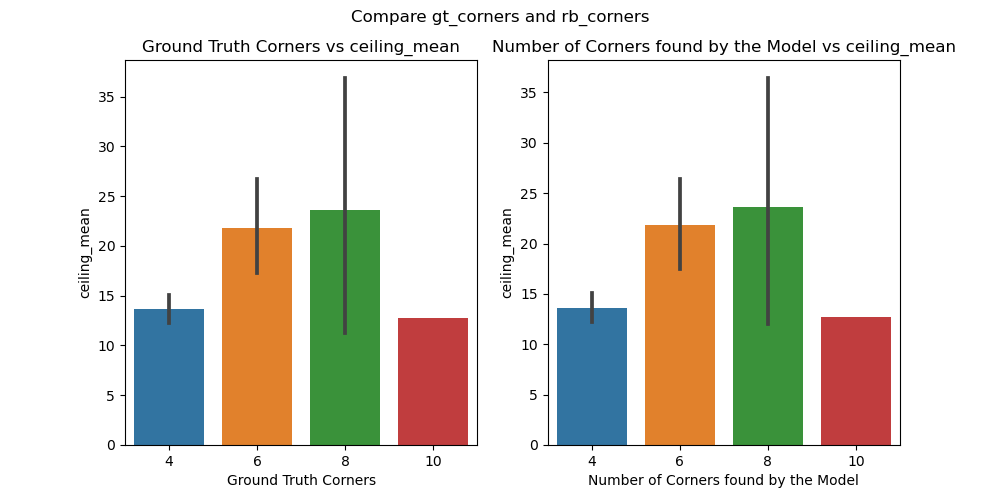 Compare gt_corners and rb_corners
Ground Truth Corners vs ceiling_mean
ceiling_mean
35
30
25
20
15
10
5
0
4 6 8 10
Ground Truth Corners
Number of Corners found by the Model vs ceiling_mean
ceiling_mean
35
30
25
20
15
10
5
0
4 6 8 10
Number of Corners found by the Model